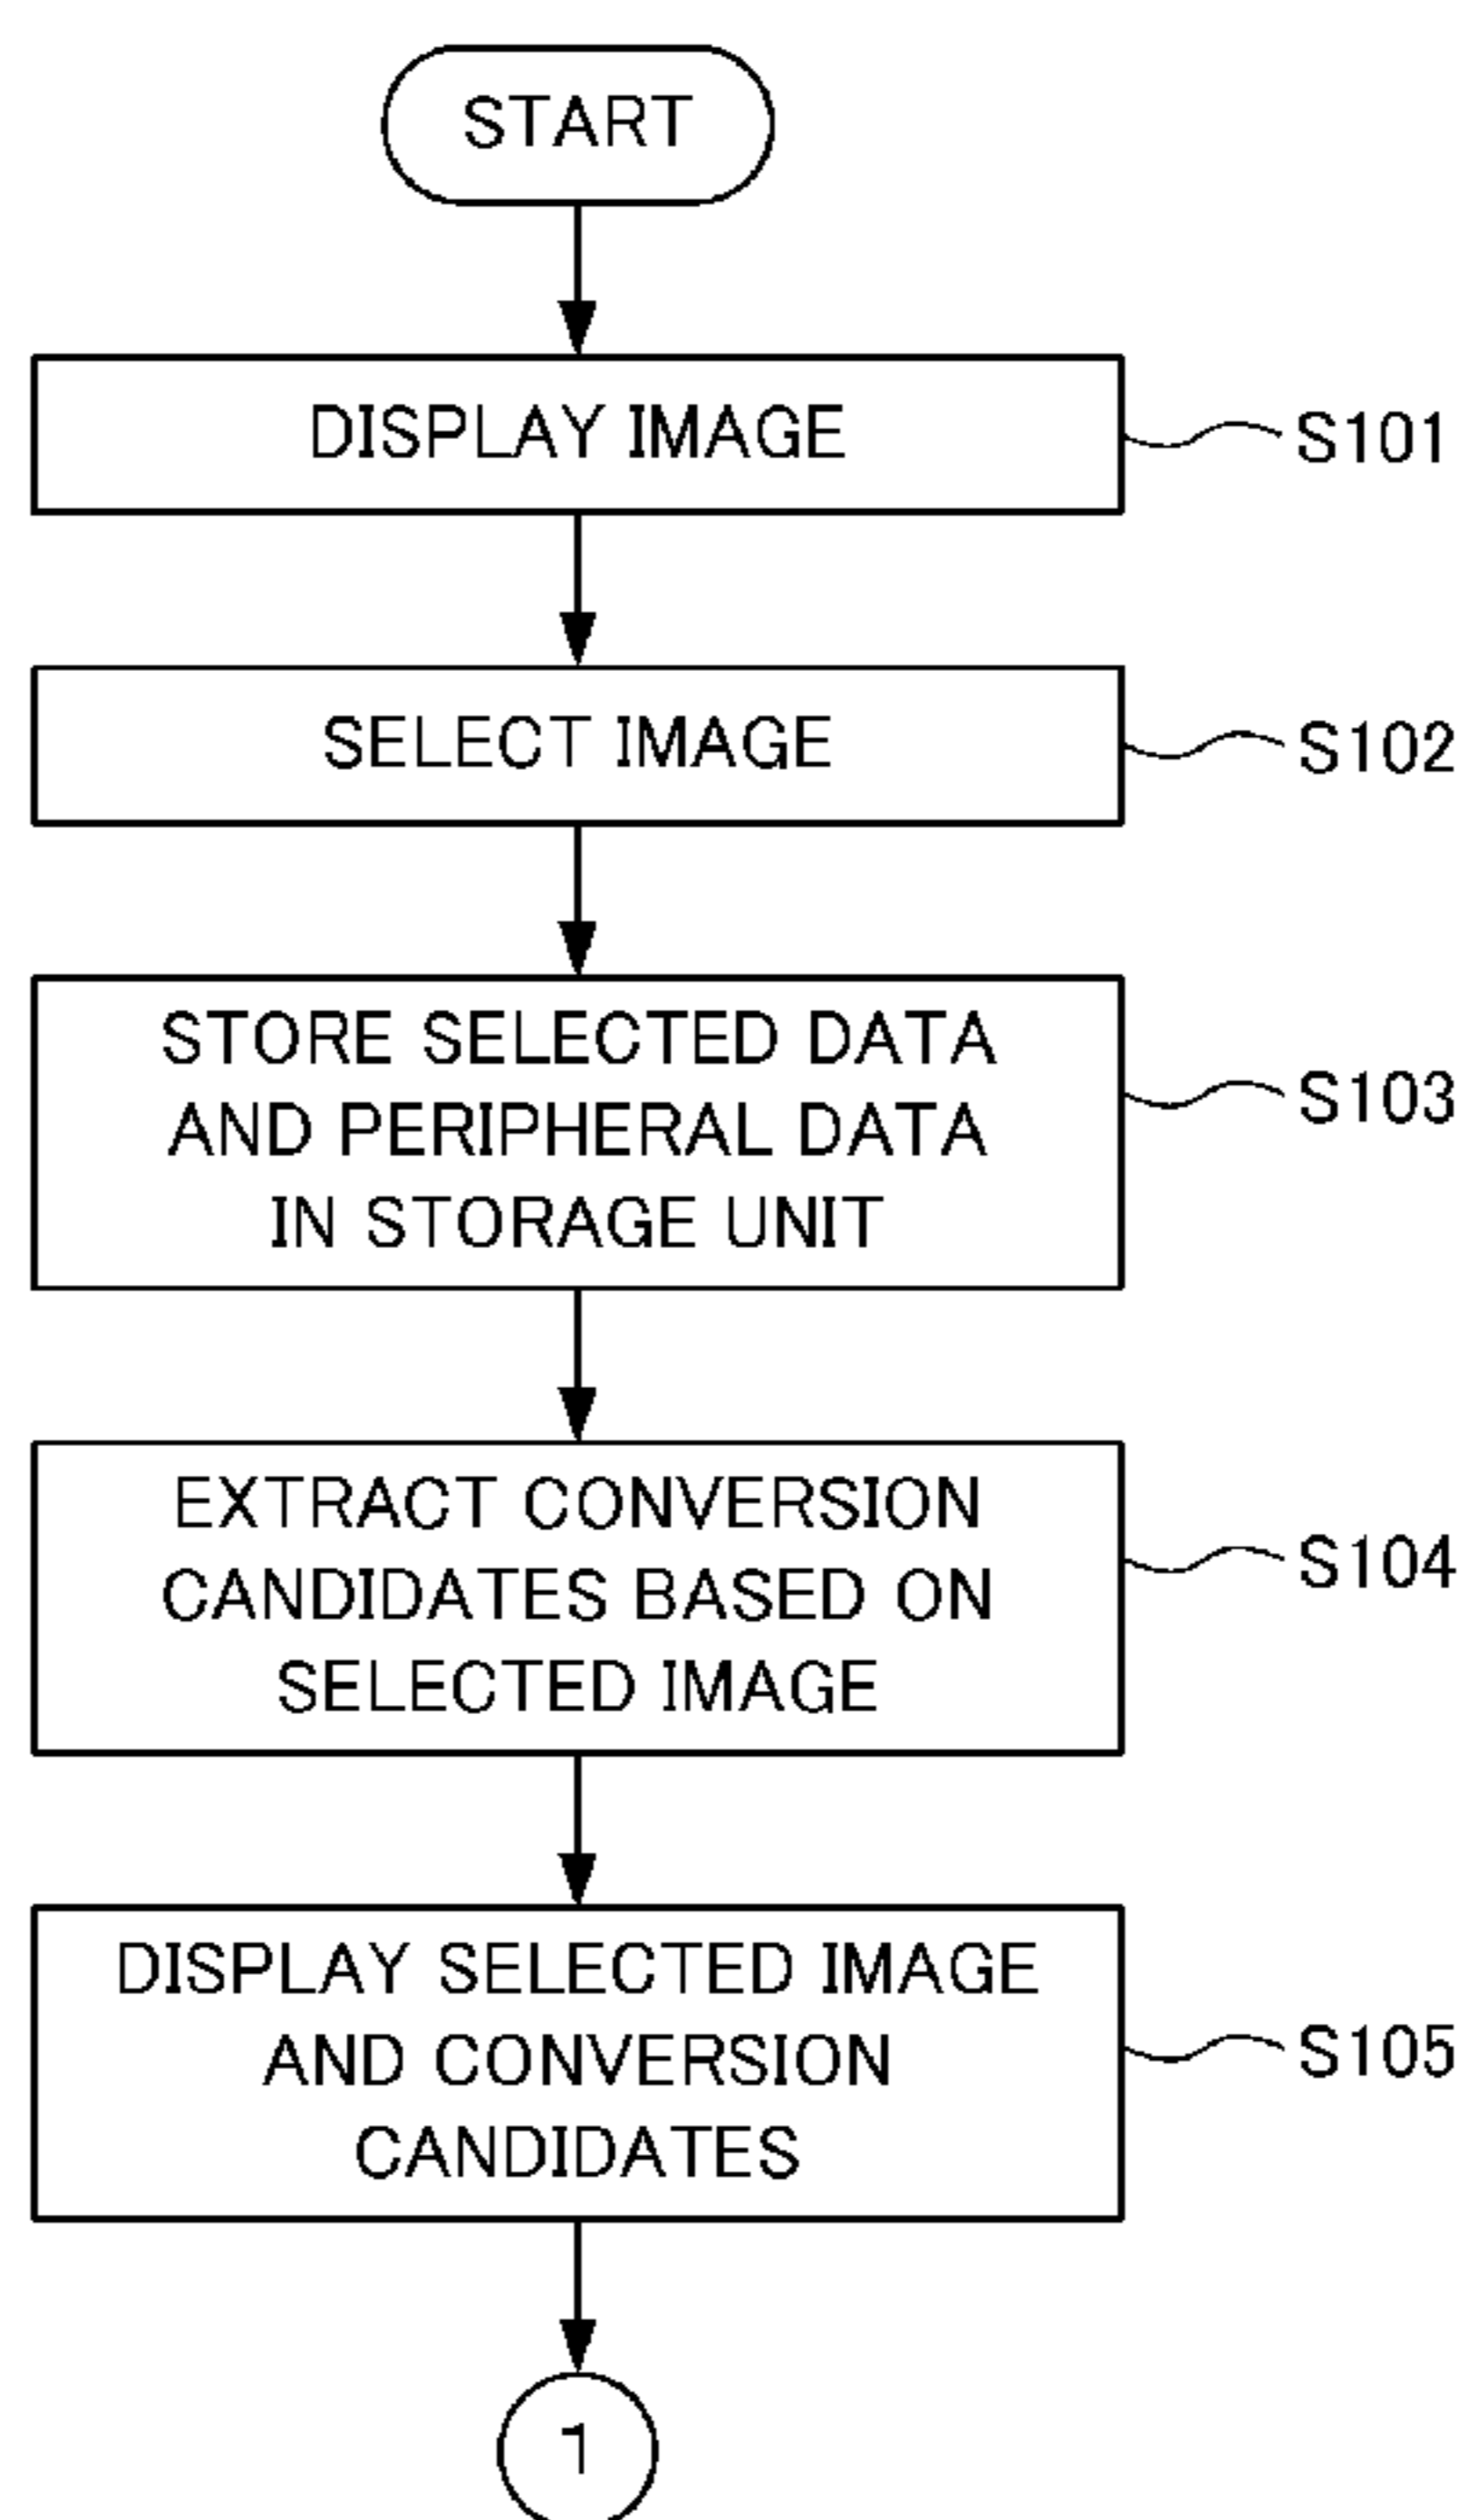 START
DISPLAY IMAGE
S101
SELECT IMAGE
S102
STORE SELECTED DATA
AND PERIPHERAL DATA
IN STORAGE UNIT
S103
EXTRACT CONVERSION
CANDIDATES BASED ON
SELECTED IMAGE
S104
DISPLAY SELECTED IMAGE
AND CONVERSION
CANDIDATES
S105
1